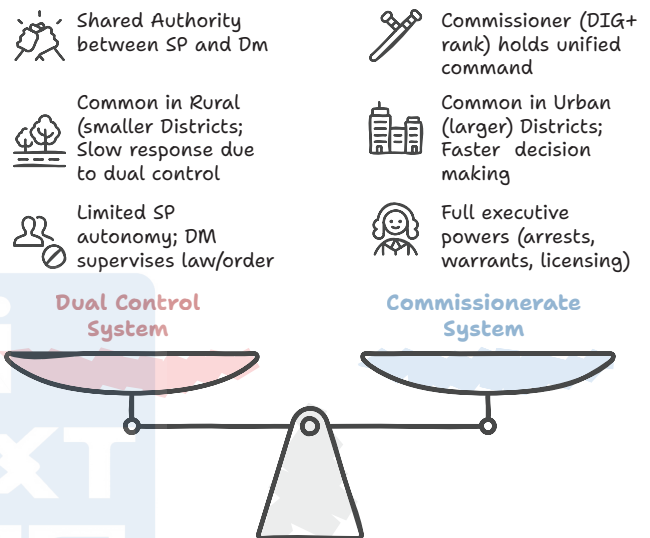 Shared Authority
between SP and Dm
Common in Rural
(smaller Districts;
Slow response due
to dual control
Limited SP
autonomy; DM
supervises law/order
Dual Control
System
Commissioner (DIG+
rank) holds unified
command
Common in Urban
(larger) Districts;
Faster decision
making
Full executive
powers (arrests,
warrants, licensing)
Commissionerate
System